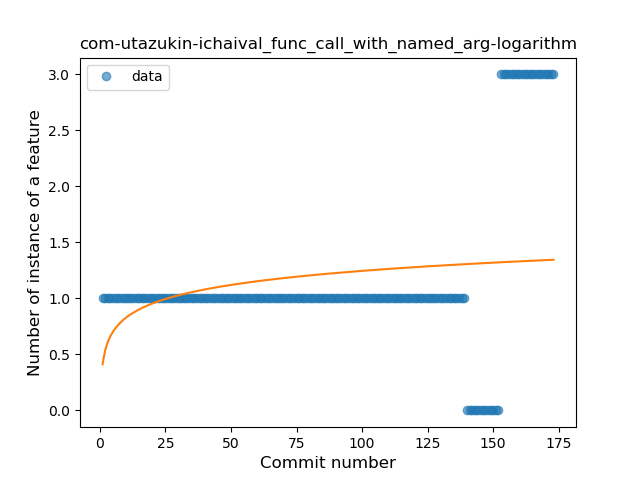 com-utazukin-ichaival_func_call_with_named_arg-logarithm
data
Number of instance of a feature
3.0
2.5
2.0
1.5
1.0
0.5
0.0
0 25 50 75 100 125 150 175
Commit number